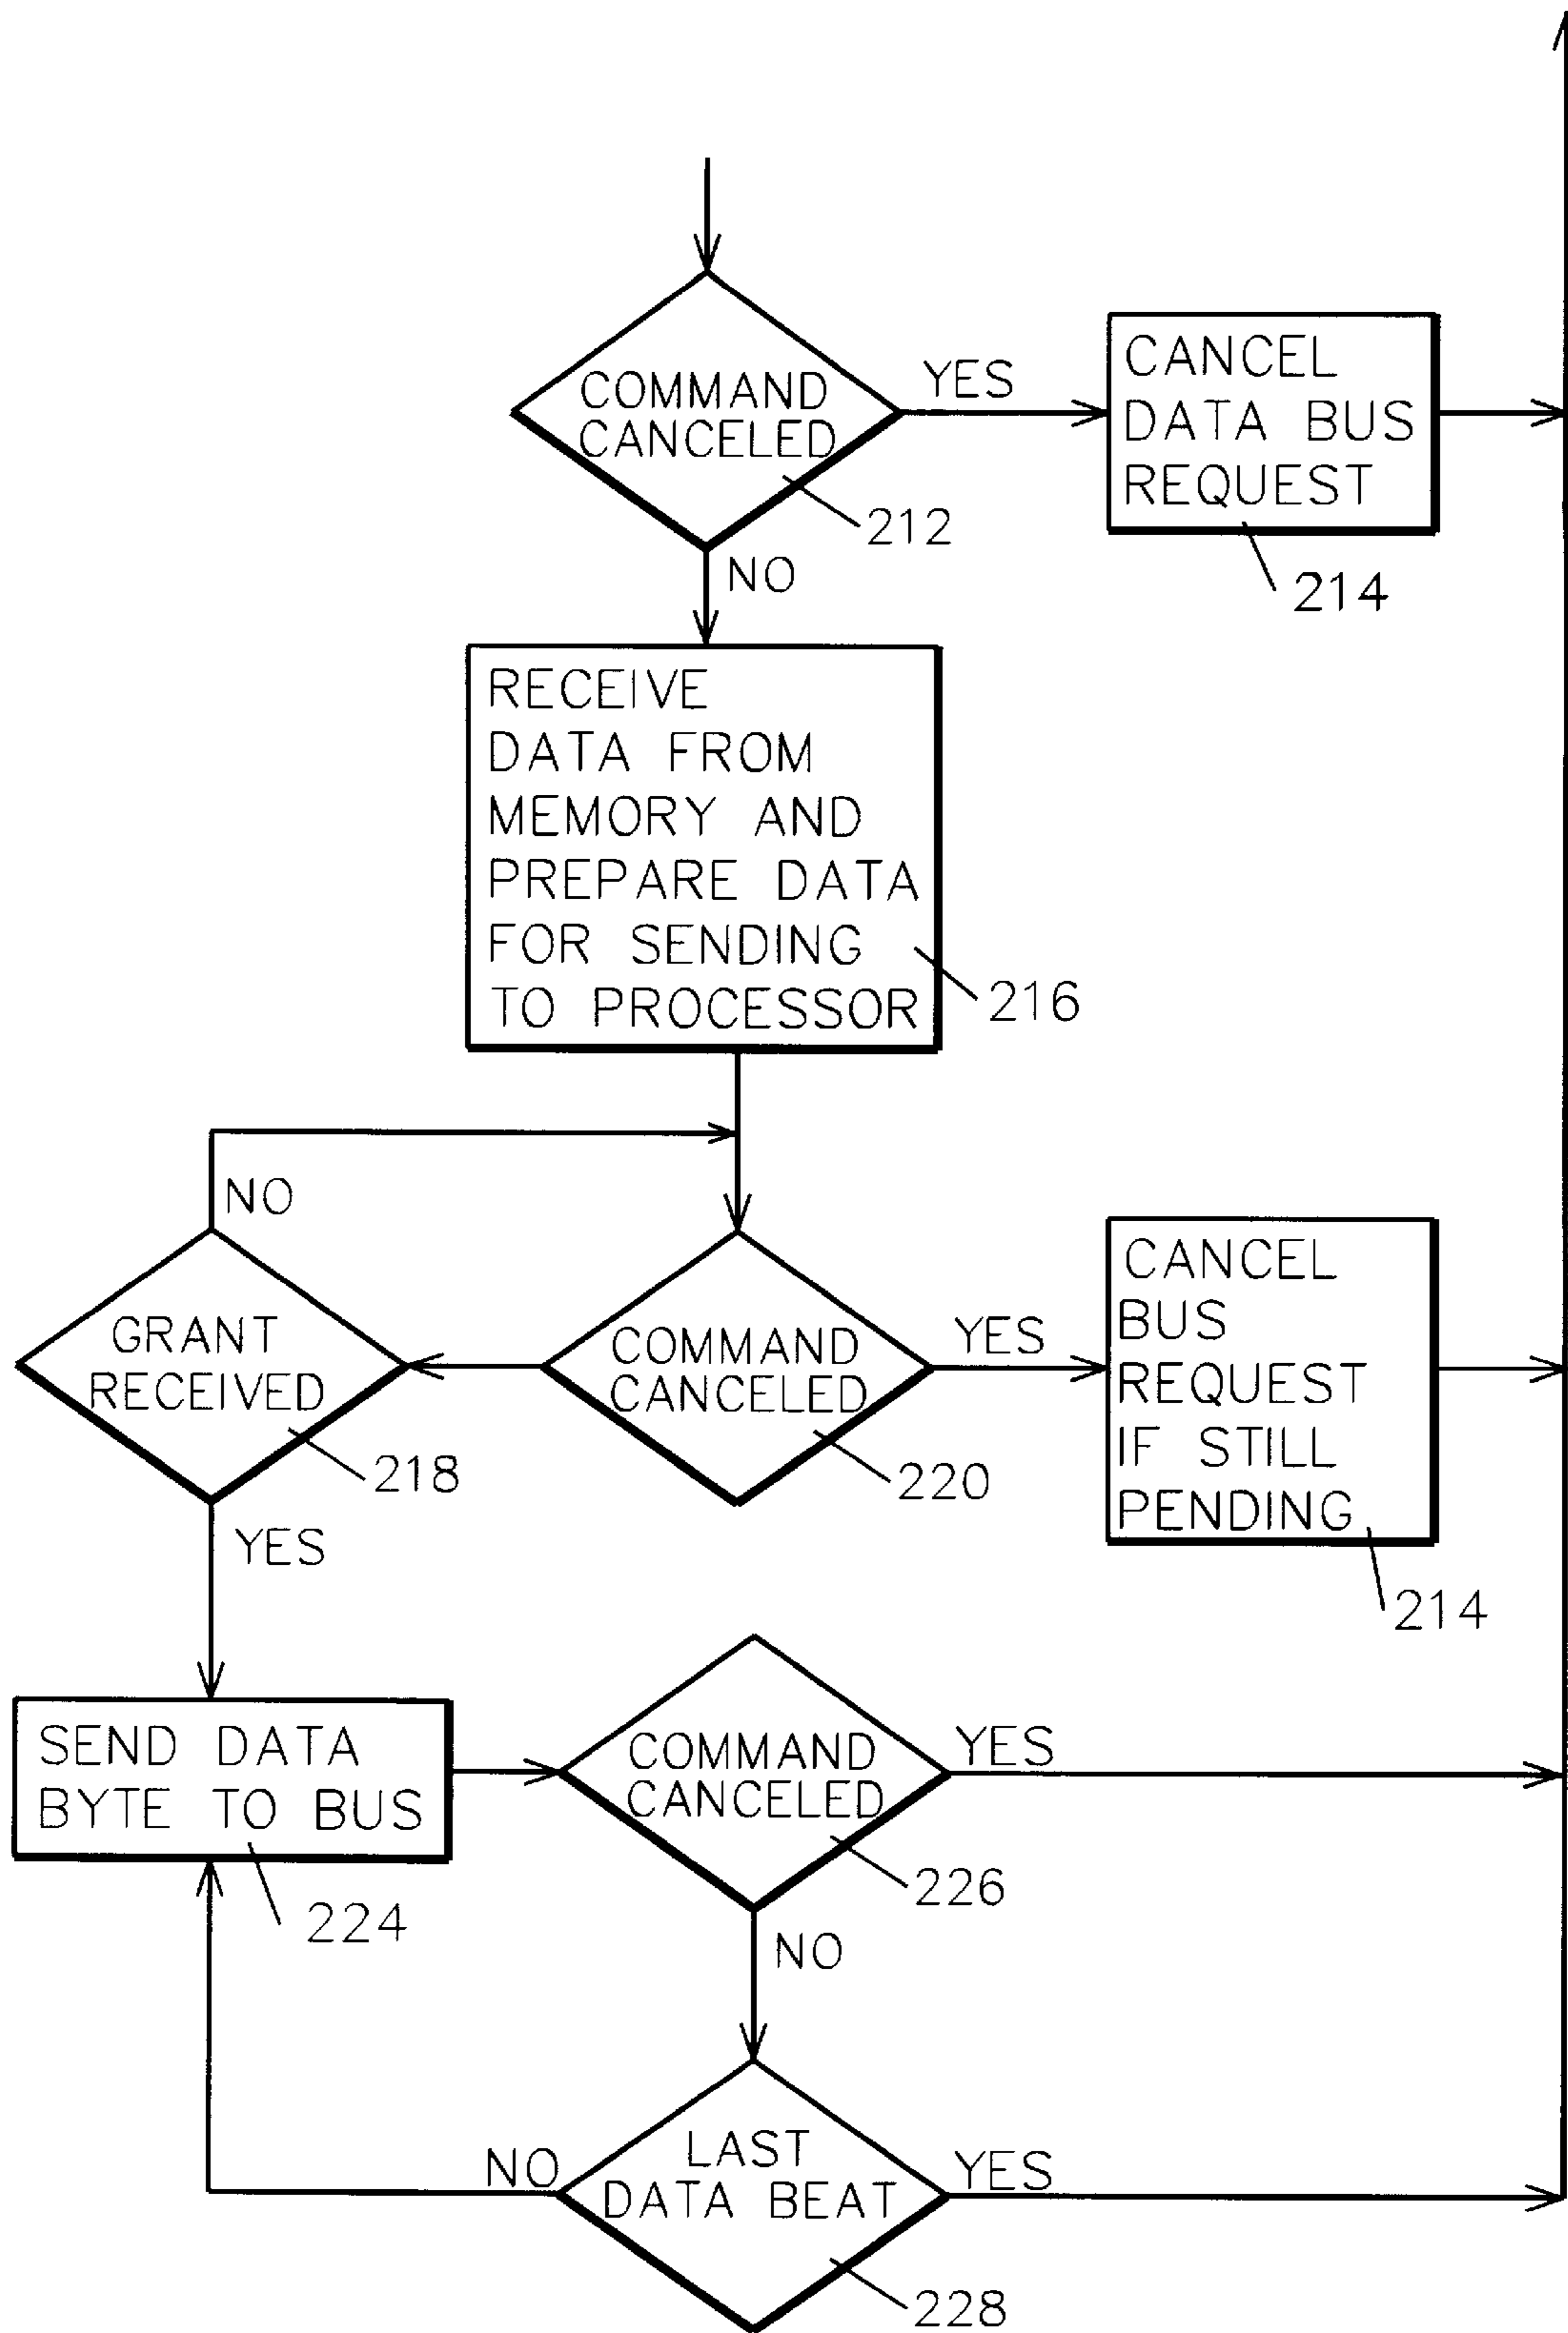 COMMAND
CANCELED
YES
CANCEL
DATA BUS
REQUEST
212
214
NO
RECEIVE
DATA FROM
MEMORY AND
PREPARE DATA
FOR SENDING
TO PROCESSOR
216
NO
GRANT
RECEIVED
218
COMMAND
CANCELED
220
YES
CANCEL
BUS
REQUEST
IF STILL
PENDING
214
YES
SEND DATA
BYTE TO BUS
224
COMMAND
CANCELED
226
YES
NO
NO
LAST
DATA BEAT
228
YES